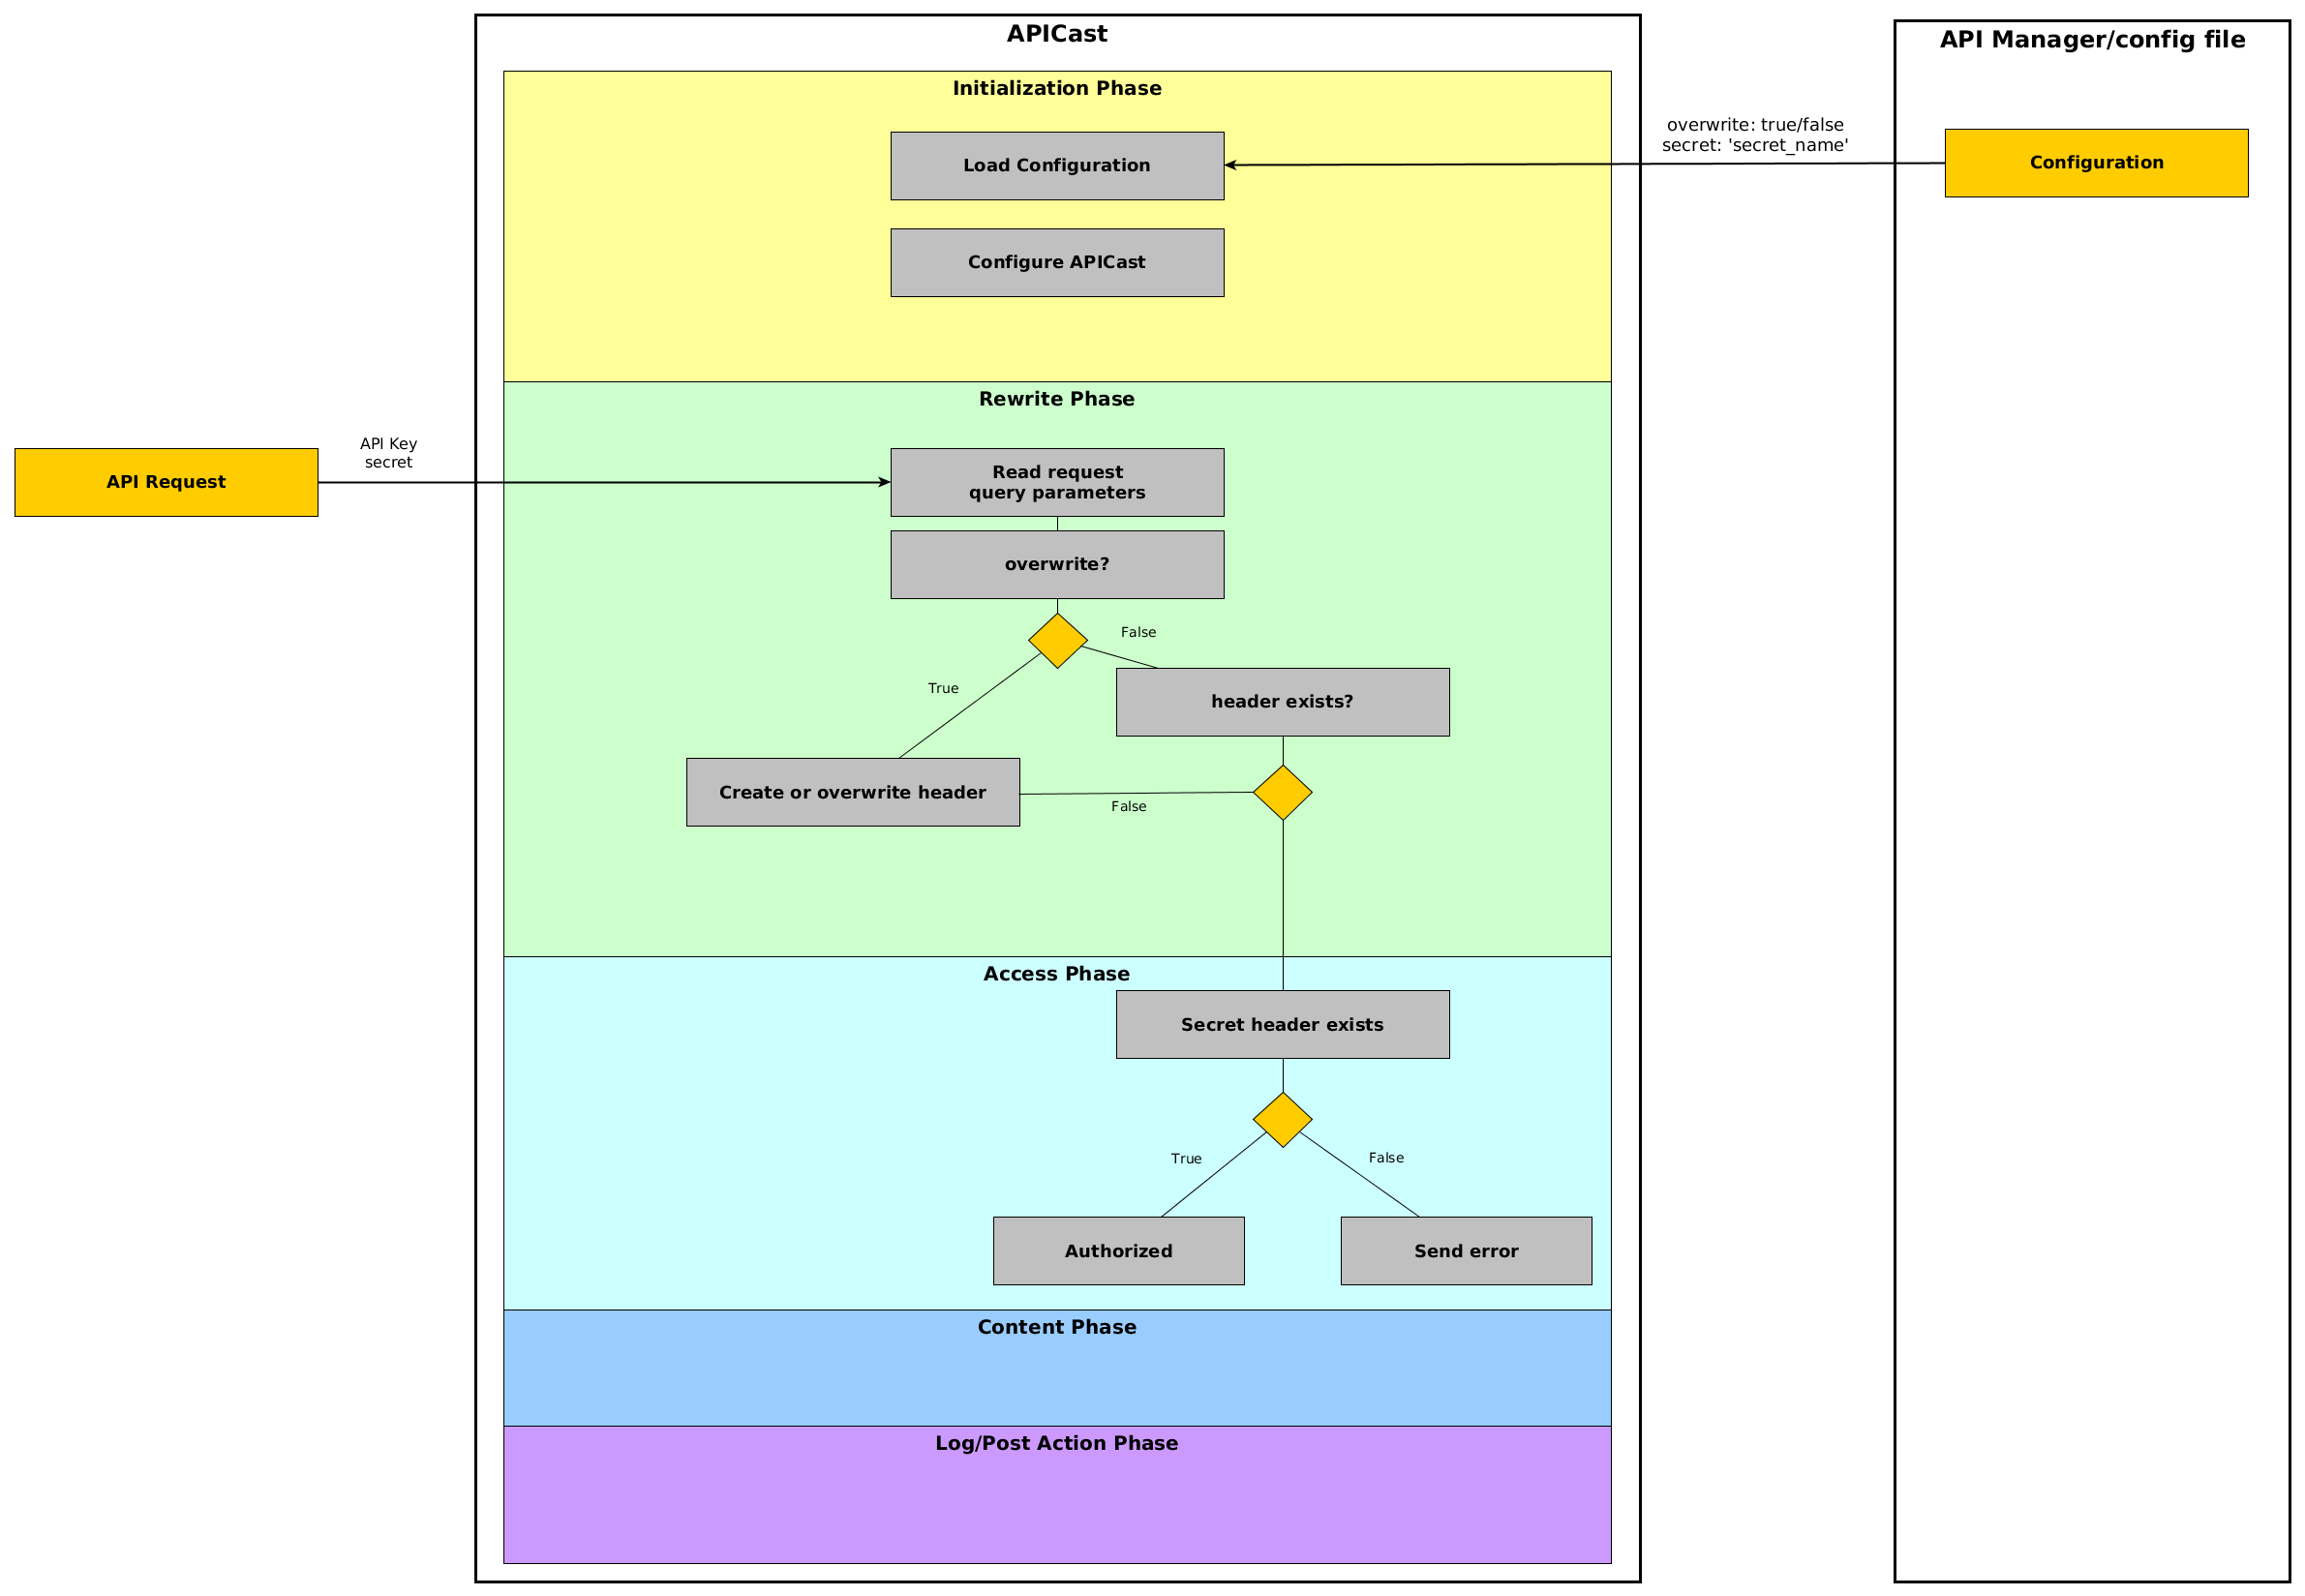 APICast
API Manager/config file
Initialization Phase
overwrite: true/false
secret: 'secret_name'
Load Configuration
Configuration
Configure APICast
Rewrite Phase
API Key
secret
API Request
Read request
query parameters
overwrite?
False
True
header exists?
Create or overwrite header
False
Access Phase
Secret header exists
True
False
Authorized
Send error
Content Phase
Log/Post Action Phase